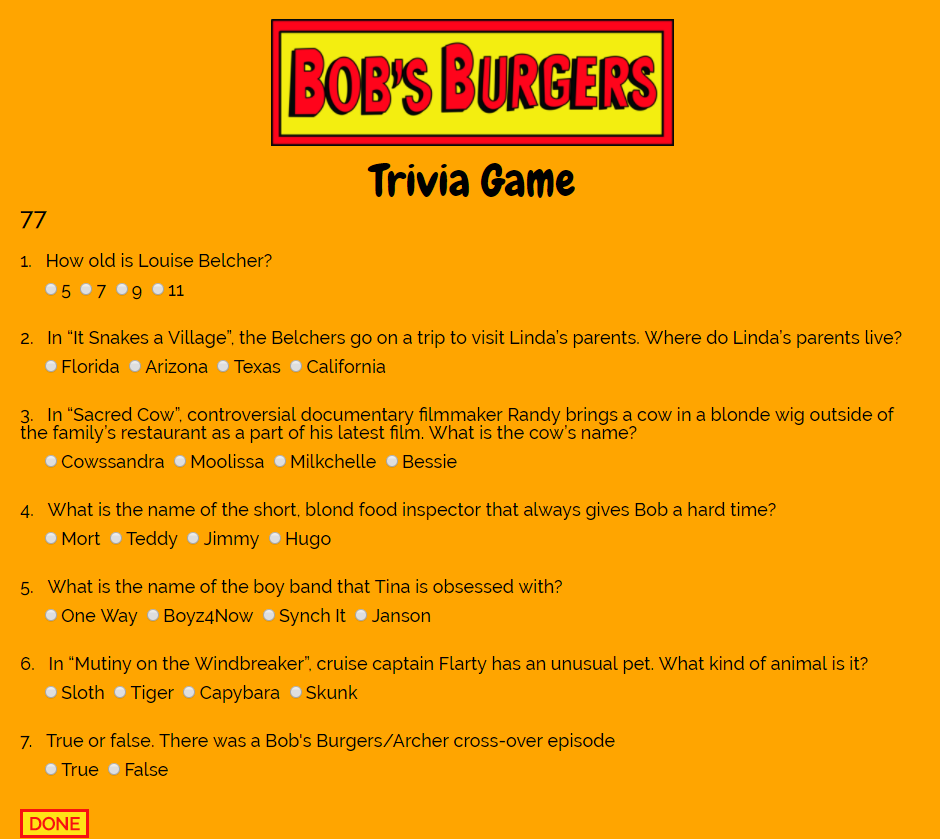 BOB'S BURGERS
Trivia Game
77
1. How old is Louise Belcher?
5 7 9 11
2. In “It Snakes a Village”, the Belchers go on a trip to visit Linda’s parents. Where do Linda’s parents live?
Florida Arizona Texas California
3. In “Sacred Cow”, controversial documentary filmmaker Randy brings a cow in a blonde wig outside of
the family’s restaurant as a part of his latest film. What is the cow’s name?
Cowssandra Moolissa Milkchelle Bessie
4. What is the name of the short, blond food inspector that always gives Bob a hard time?
Mort Teddy Jimmy Hugo
5. What is the name of the boy band that Tina is obsessed with?
One Way Boyz4Now Synch It Janson
6. In “Mutiny on the Windbreaker”, cruise captain Flarty has an unusual pet. What kind of animal is it?
Sloth Tiger Capybara Skunk
7. True or false. There was a Bob's Burgers/Archer cross-over episode
True False
DONE